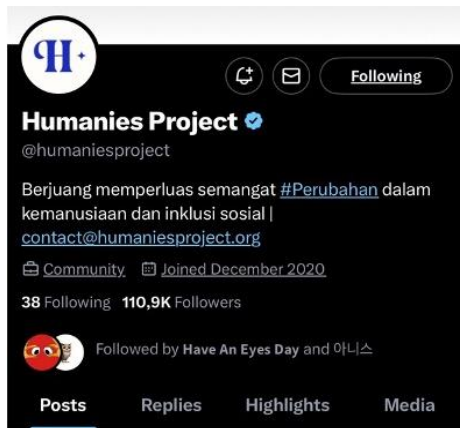 H
Following
Humanies Project
@humaniesproject
Berjuang memperluas semangat #Perubahan dalam
kemanusiaan dan inklusi sosial |
contact@humaniesproject.org
Community Joined December 2020
38 Following 110,9K Followers
Followed by Have An Eyes Day and 아니스
Posts Replies Highlights Media